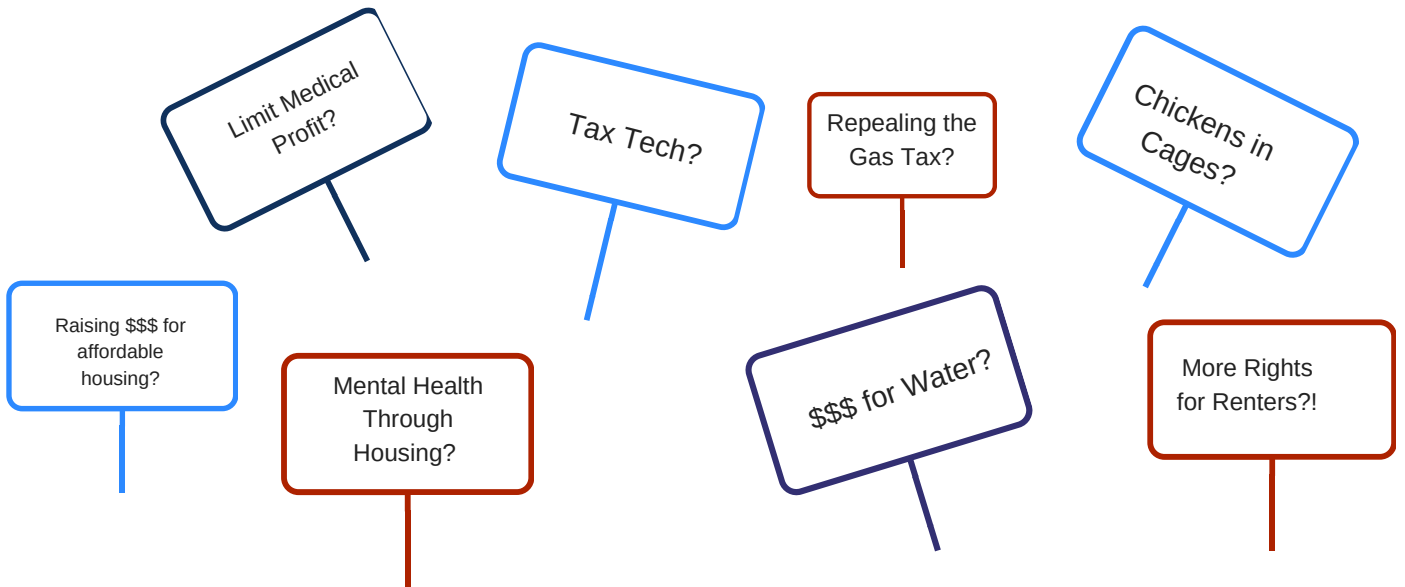 Limit Medical
Profit?
Tax Tech?
Repealing the
Gas Tax?
Chickens in
Cages?
Raising $$$ for
affordable
housing?
Mental Health
Through
Housing?
$$$ for Water?
More Rights
for Renters?!